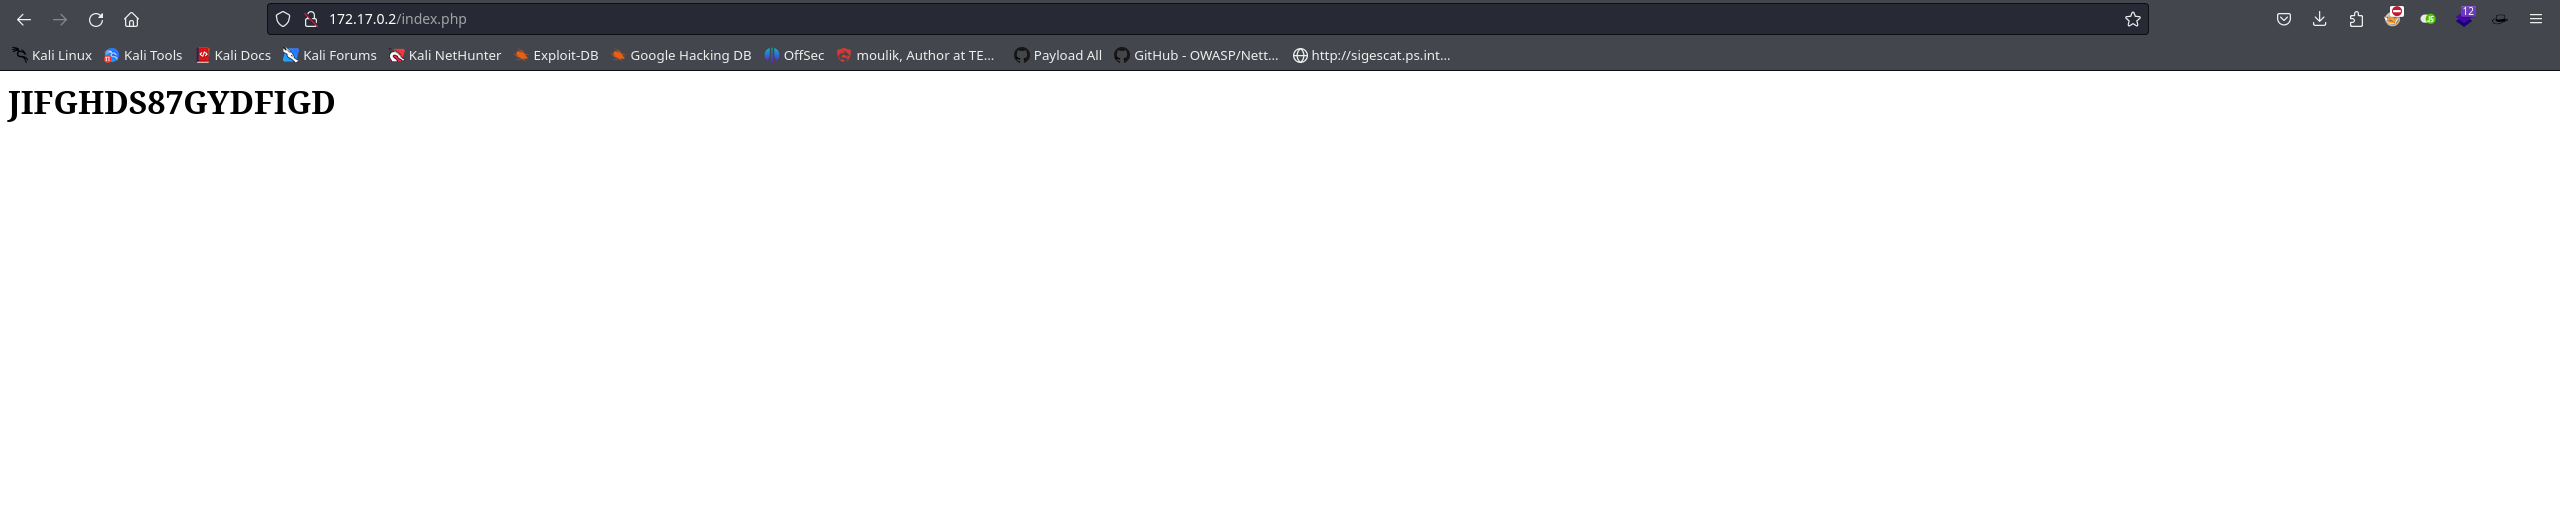 172.17.0.2/index.php
12
Kali Linux Kali Tools Kali Docs Kali Forums Kali NetHunter Exploit-DB Google Hacking DB OffSec moulik, Author at TE... Payload All GitHub - OWASP/Nett... http://sigescat.ps.int...
JIFGHDS87GYDFIGD